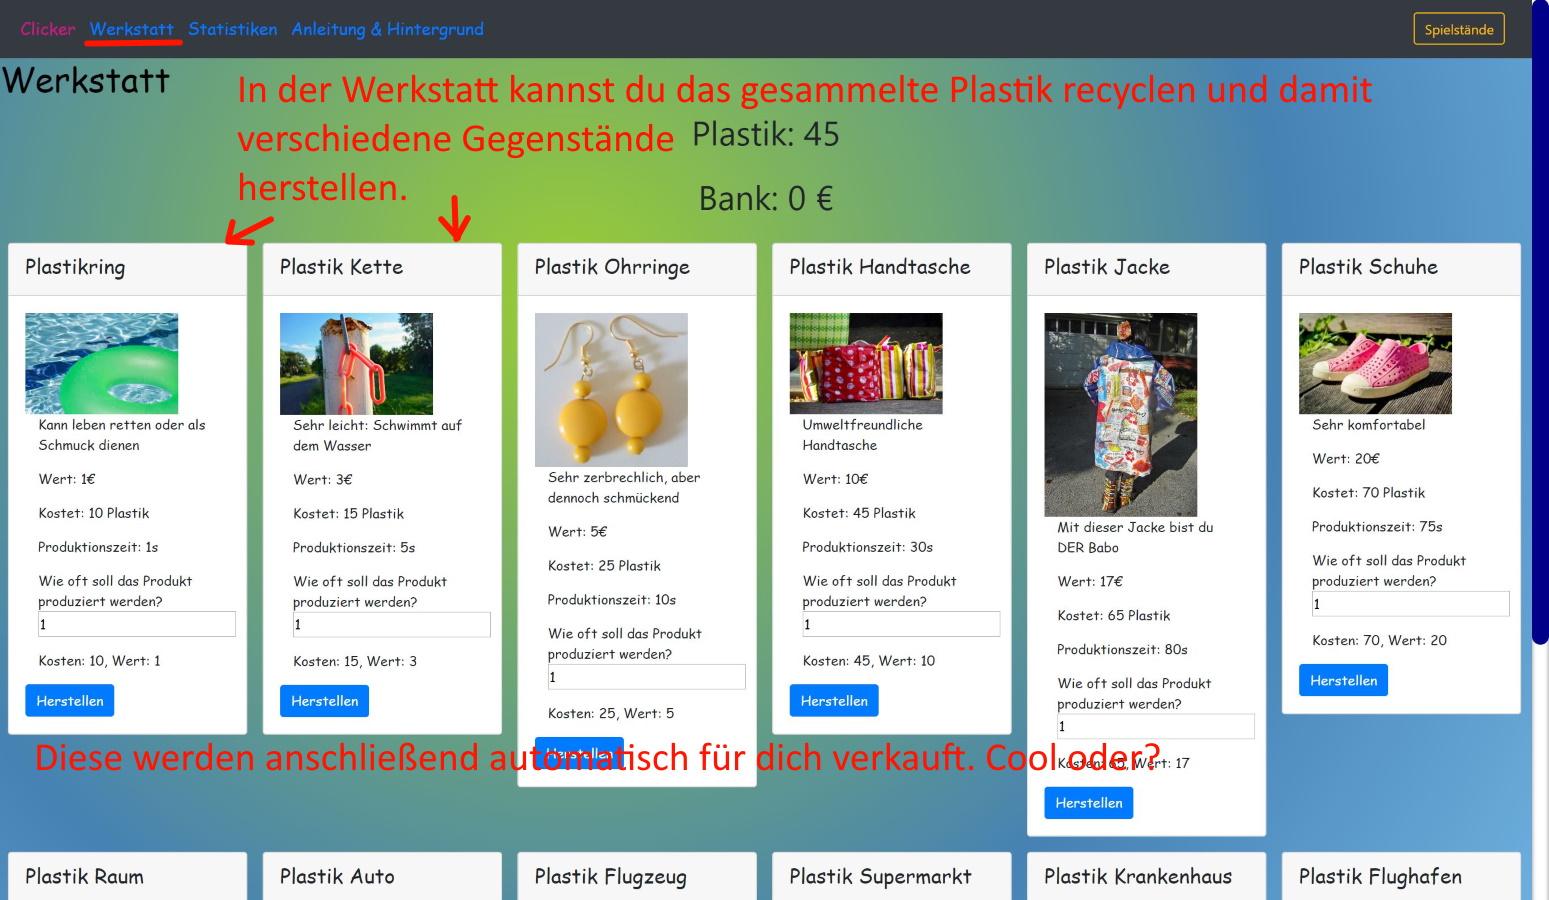 Clicker Werkstatt Statistiken Anleitung & Hintergrund Spielstände
Werkstatt
In der Werkstatt kannst du das gesammelte Plastik recyclen und damit
verschiedene Gegenstände
herstellen.
Plastik: 45
Bank: 0 €
Plastikring
Kann leben retten oder als
Schmuck dienen
Wert: 1€
Kostet: 10 Plastik
Produktionszeit: 1s
Wie oft soll das Produkt
produziert werden?
1
Kosten: 10, Wert: 1
Herstellen
Plastik Kette
Sehr leicht: Schwimmt auf
dem Wasser
Wert: 3€
Kostet: 15 Plastik
Produktionszeit: 5s
Wie oft soll das Produkt
produziert werden?
1
Kosten: 15, Wert: 3
Herstellen
Plastik Ohrringe
Sehr zerbrechlich, aber
dennoch schmückend
Wert: 5€
Kostet: 25 Plastik
Produktionszeit: 10s
Wie oft soll das Produkt
produziert werden?
1
Kosten: 25, Wert: 5
Herstellen
Plastik Handtasche
Umweltfreundliche
Handtasche
Wert: 10€
Kostet: 45 Plastik
Produktionszeit: 30s
Wie oft soll das Produkt
produziert werden?
1
Kosten: 45, Wert: 10
Herstellen
Plastik Jacke
Mit dieser Jacke bist du
DER Babo
Wert: 17€
Kostet: 65 Plastik
Produktionszeit: 80s
Wie oft soll das Produkt
produziert werden?
1
Kosten: 65, Wert: 17
Herstellen
Plastik Schuhe
Sehr komfortabel
Wert: 20€
Kostet: 70 Plastik
Produktionszeit: 75s
Wie oft soll das Produkt
produziert werden?
1
Kosten: 70, Wert: 20
Herstellen
Diese werden anschließend automatisch für dich verkauft. Cool oder?
Plastik Raum
Plastik Auto
Plastik Flugzeug
Plastik Supermarkt
Plastik Krankenhaus
Plastik Flughafen